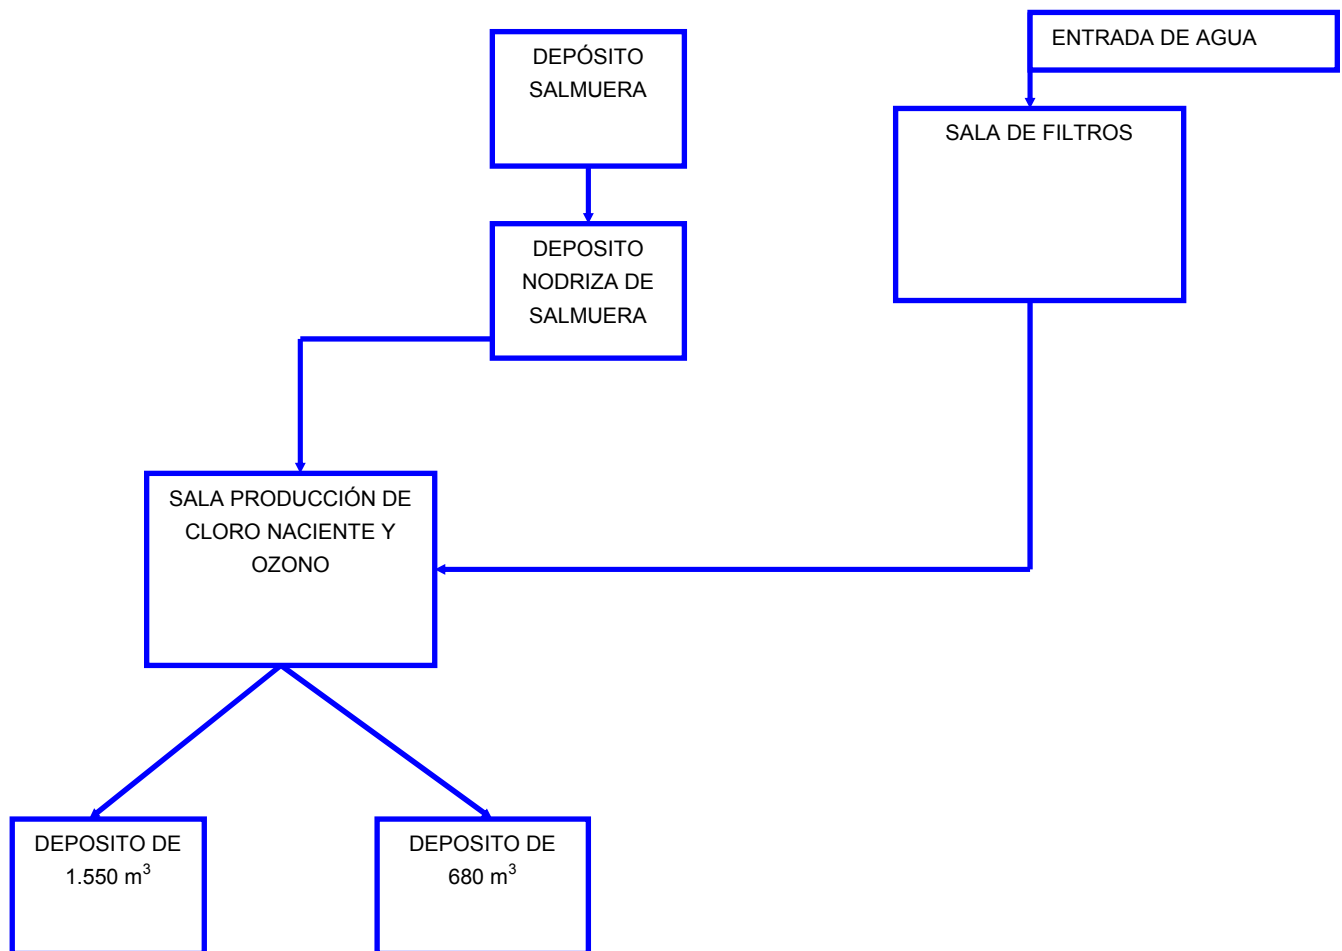 DEPÓSITO
SALMUERA
ENTRADA DE AGUA
SALA DE FILTROS
DEPOSITO
NODRIZA DE
SALMUERA
SALA PRODUCCIÓN DE
CLORO NACIENTE Y
OZONO
DEPOSITO DE
1.550 m³
DEPOSITO DE
680 m³